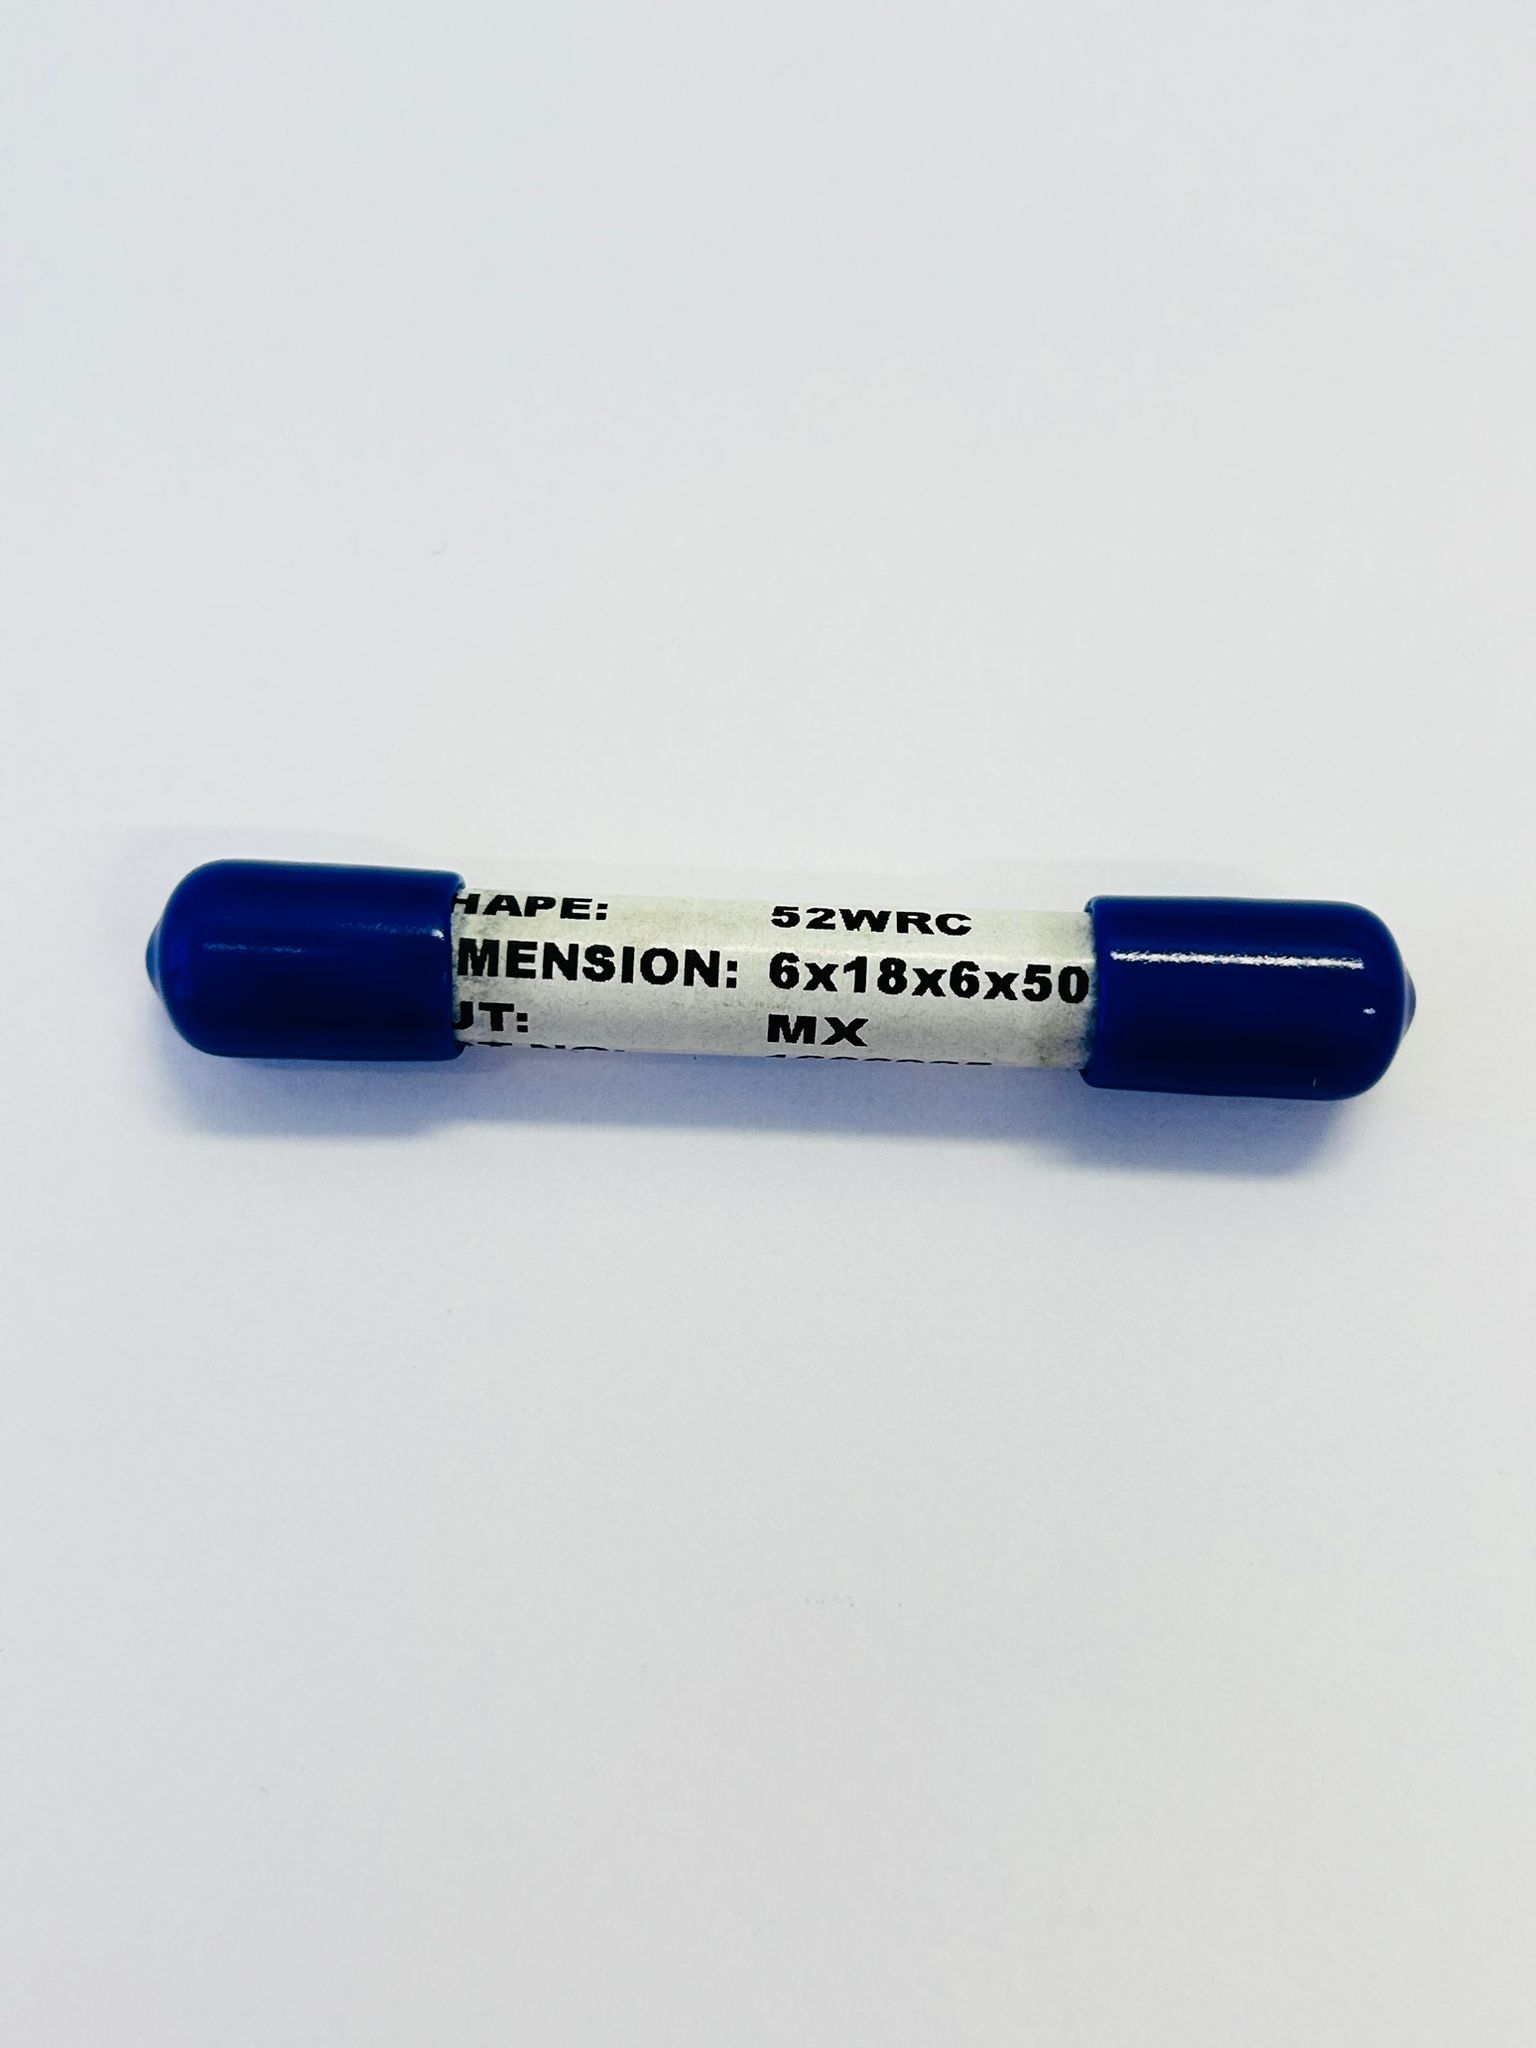 HAPE: 52WRC
MENSION: 6x18x6x50
UT: MX